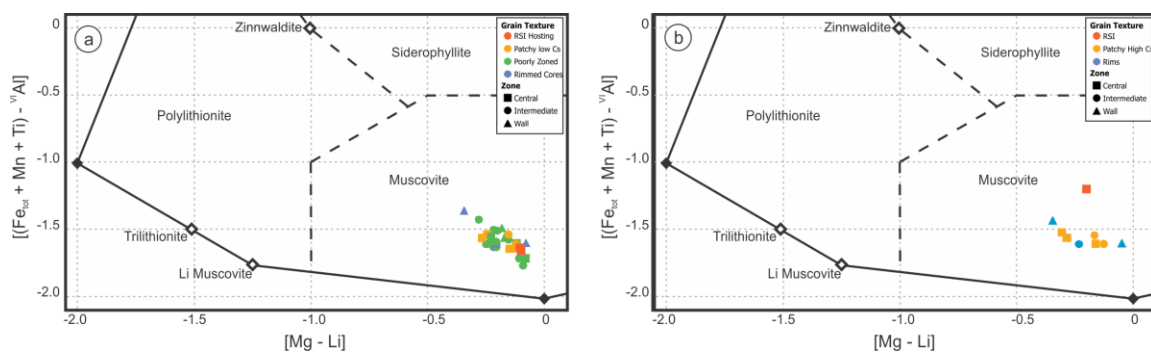 a
0
-0.5
-1.0
-1.5
-2.0
[(Fetot + Mn + Ti) - VIAl]
Zinnwaldite
Siderophyllite
Polylithionite
Muscovite
Trilithionite
Li Muscovite
Grain Texture
RSI Hosting
Patchy low Cs
Poorly Zoned
Rimmed Cores
Zone
Central
Intermediate
Wall
-2.0
-1.5
-1.0
-0.5
0
[Mg - Li]
b
0
-0.5
-1.0
-1.5
-2.0
[(Fetot + Mn + Ti) - VIAl]
Zinnwaldite
Siderophyllite
Polylithionite
Muscovite
Trilithionite
Li Muscovite
Grain Texture
RSI
Patchy High Cs
Rims
Zone
Central
Intermediate
Wall
-2.0
-1.5
-1.0
-0.5
0
[Mg - Li]